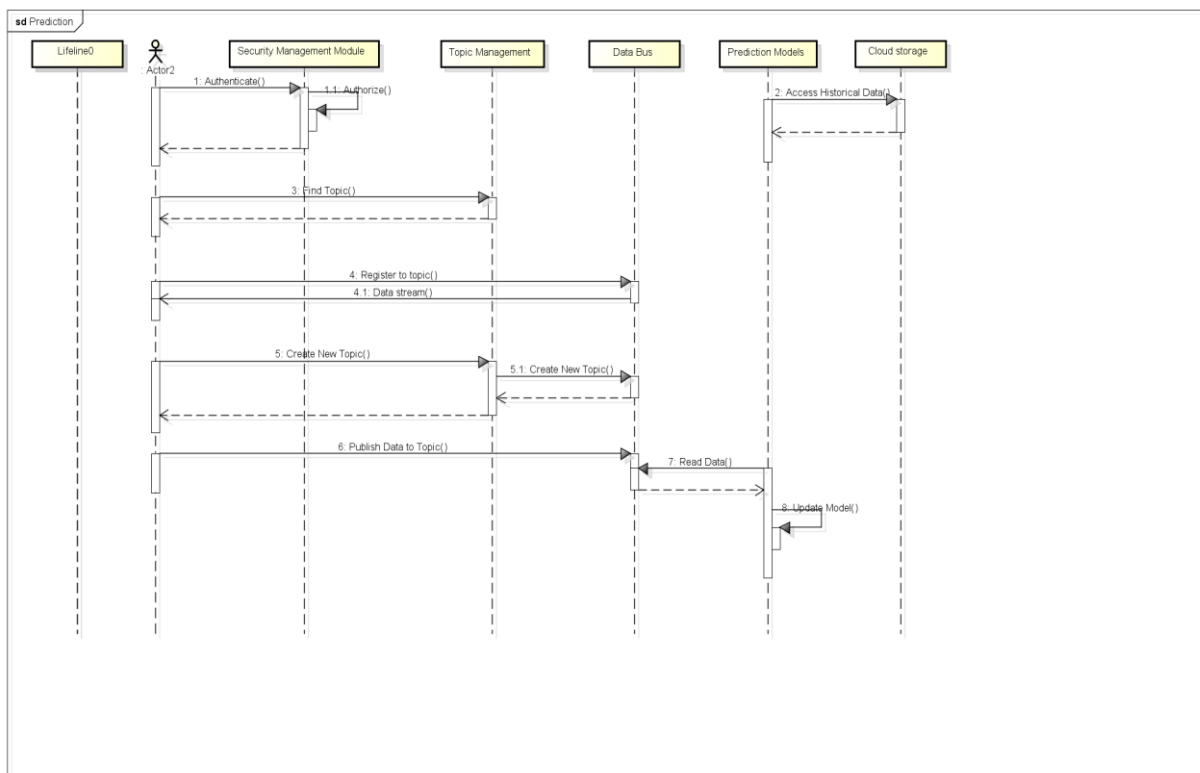 sd Prediction
Lifeline0
: Actor2
Security Management Module
Topic Management
Data Bus
Prediction Models
Cloud storage
1: Authenticate()
1.1: Authorize()
2: Access Historical Data()
3: Find Topic()
4: Register to topic()
4.1: Data stream()
5: Create New Topic()
5.1: Create New Topic()
6: Publish Data to Topic()
7: Read Data()
8: Update Model()